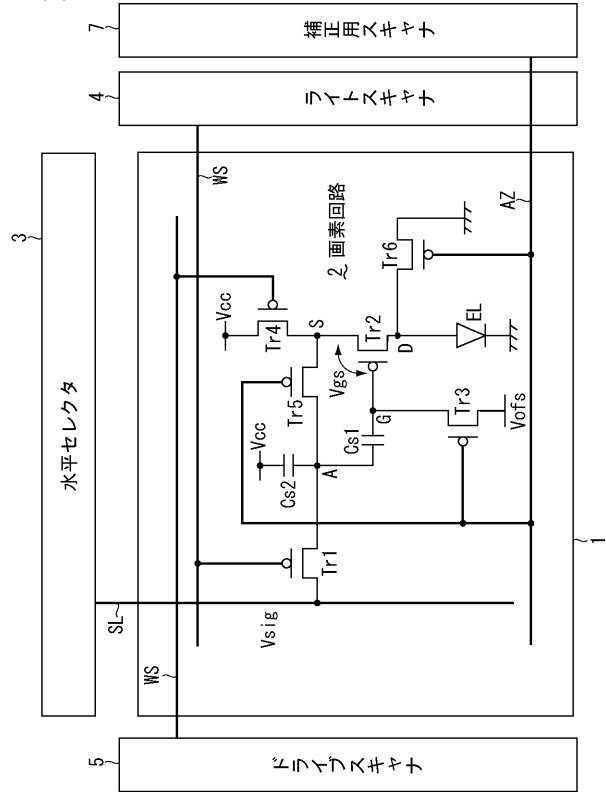 水平セレクタ
3
補正用スキャナ
7
ライトスキャナ
4
ドライブスキャナ
5
1
2 画素回路
SL
WS
WS
AZ
Vsig
Vcc
Vcc
Tr1
Tr2
Tr3
Tr4
Tr5
Tr6
Cs1
Cs2
A
G
S
D
Vgs
Vofs
EL